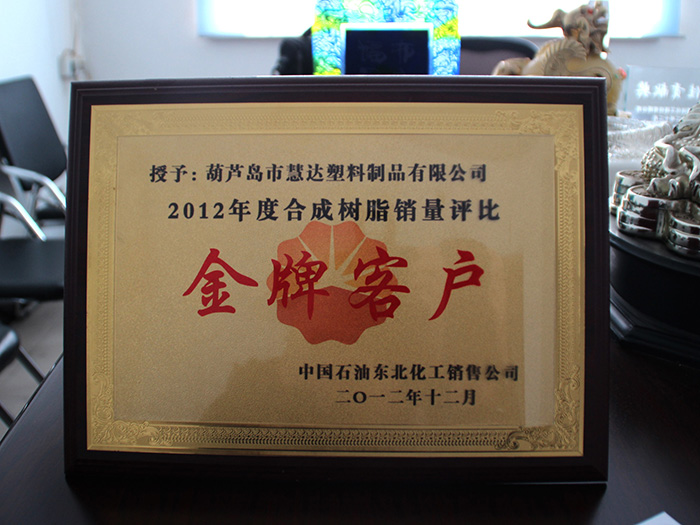 授予：葫芦岛市慧达塑料制品有限公司
2012年度合成树脂销量评比
金牌客户
中国石油东北化工销售公司
二〇一二年十二月